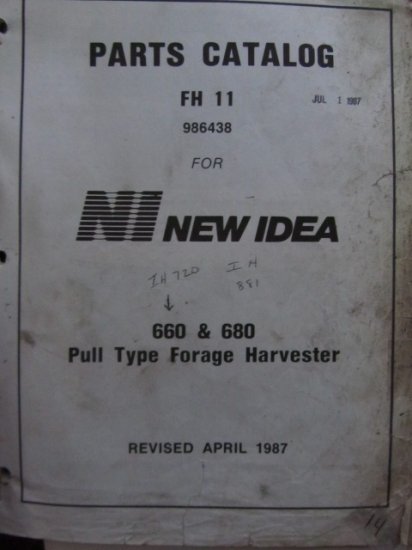 PARTS CATALOG
FH 11
JUL 1 1987
986438
FOR
NI NEW IDEA
IH 720 IH
881
660 & 680
Pull Type Forage Harvester
REVISED APRIL 1987
14